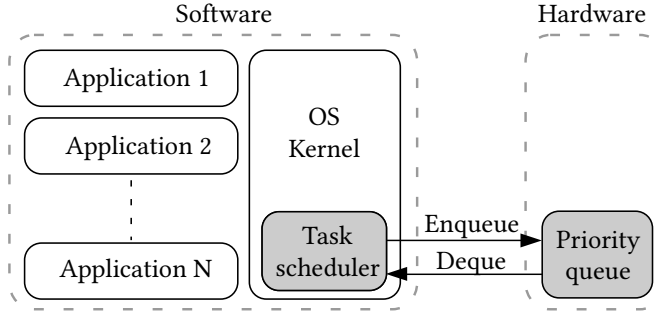 Software
Hardware
Application 1
Application 2
Application N
OS
Kernel
Task
scheduler
Enqueue
Deque
Priority
queue